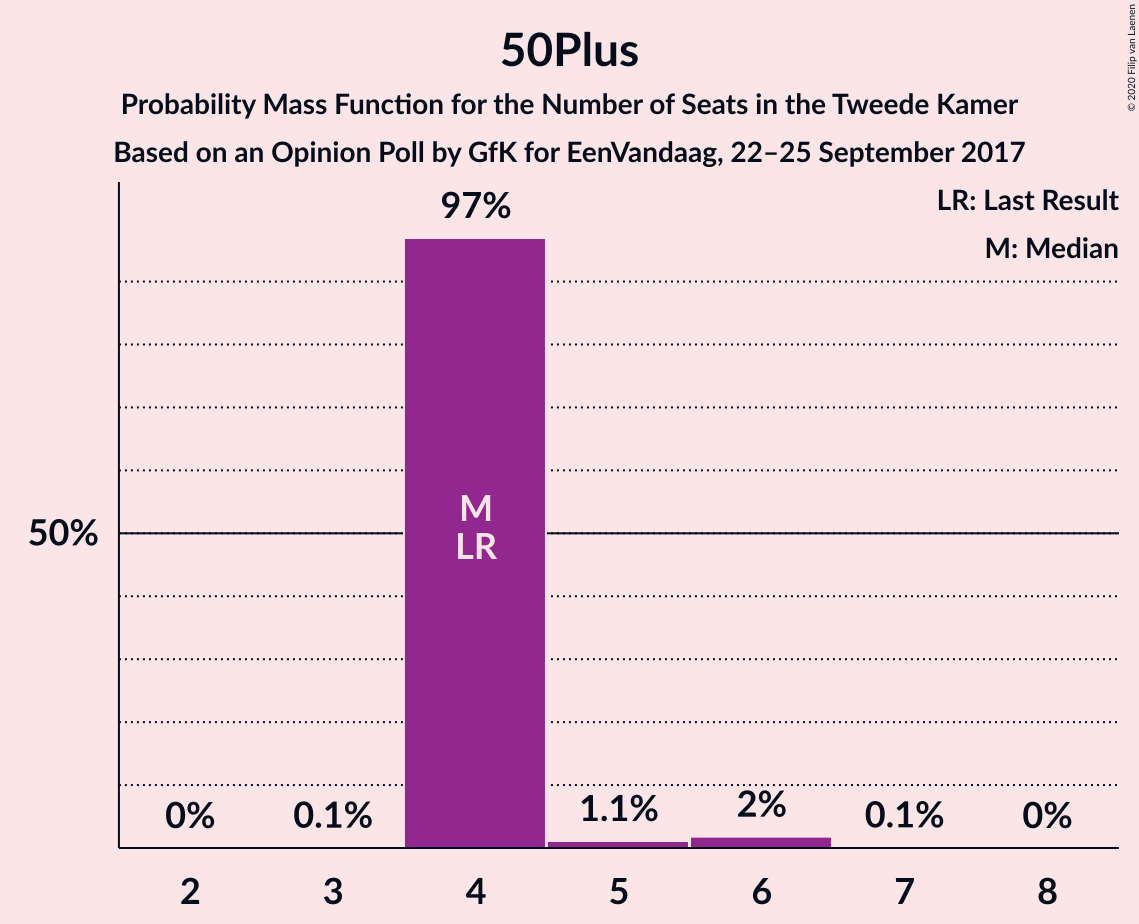 50Plus
Probability Mass Function for the Number of Seats in the Tweede Kamer
Based on an Opinion Poll by GfK for EenVandaag, 22–25 September 2017
© 2020 Filip van Laenen
LR: Last Result
M: Median
97%
50%
M
LR
0%
0.1%
1.1%
2%
0.1%
0%
2
3
4
5
6
7
8